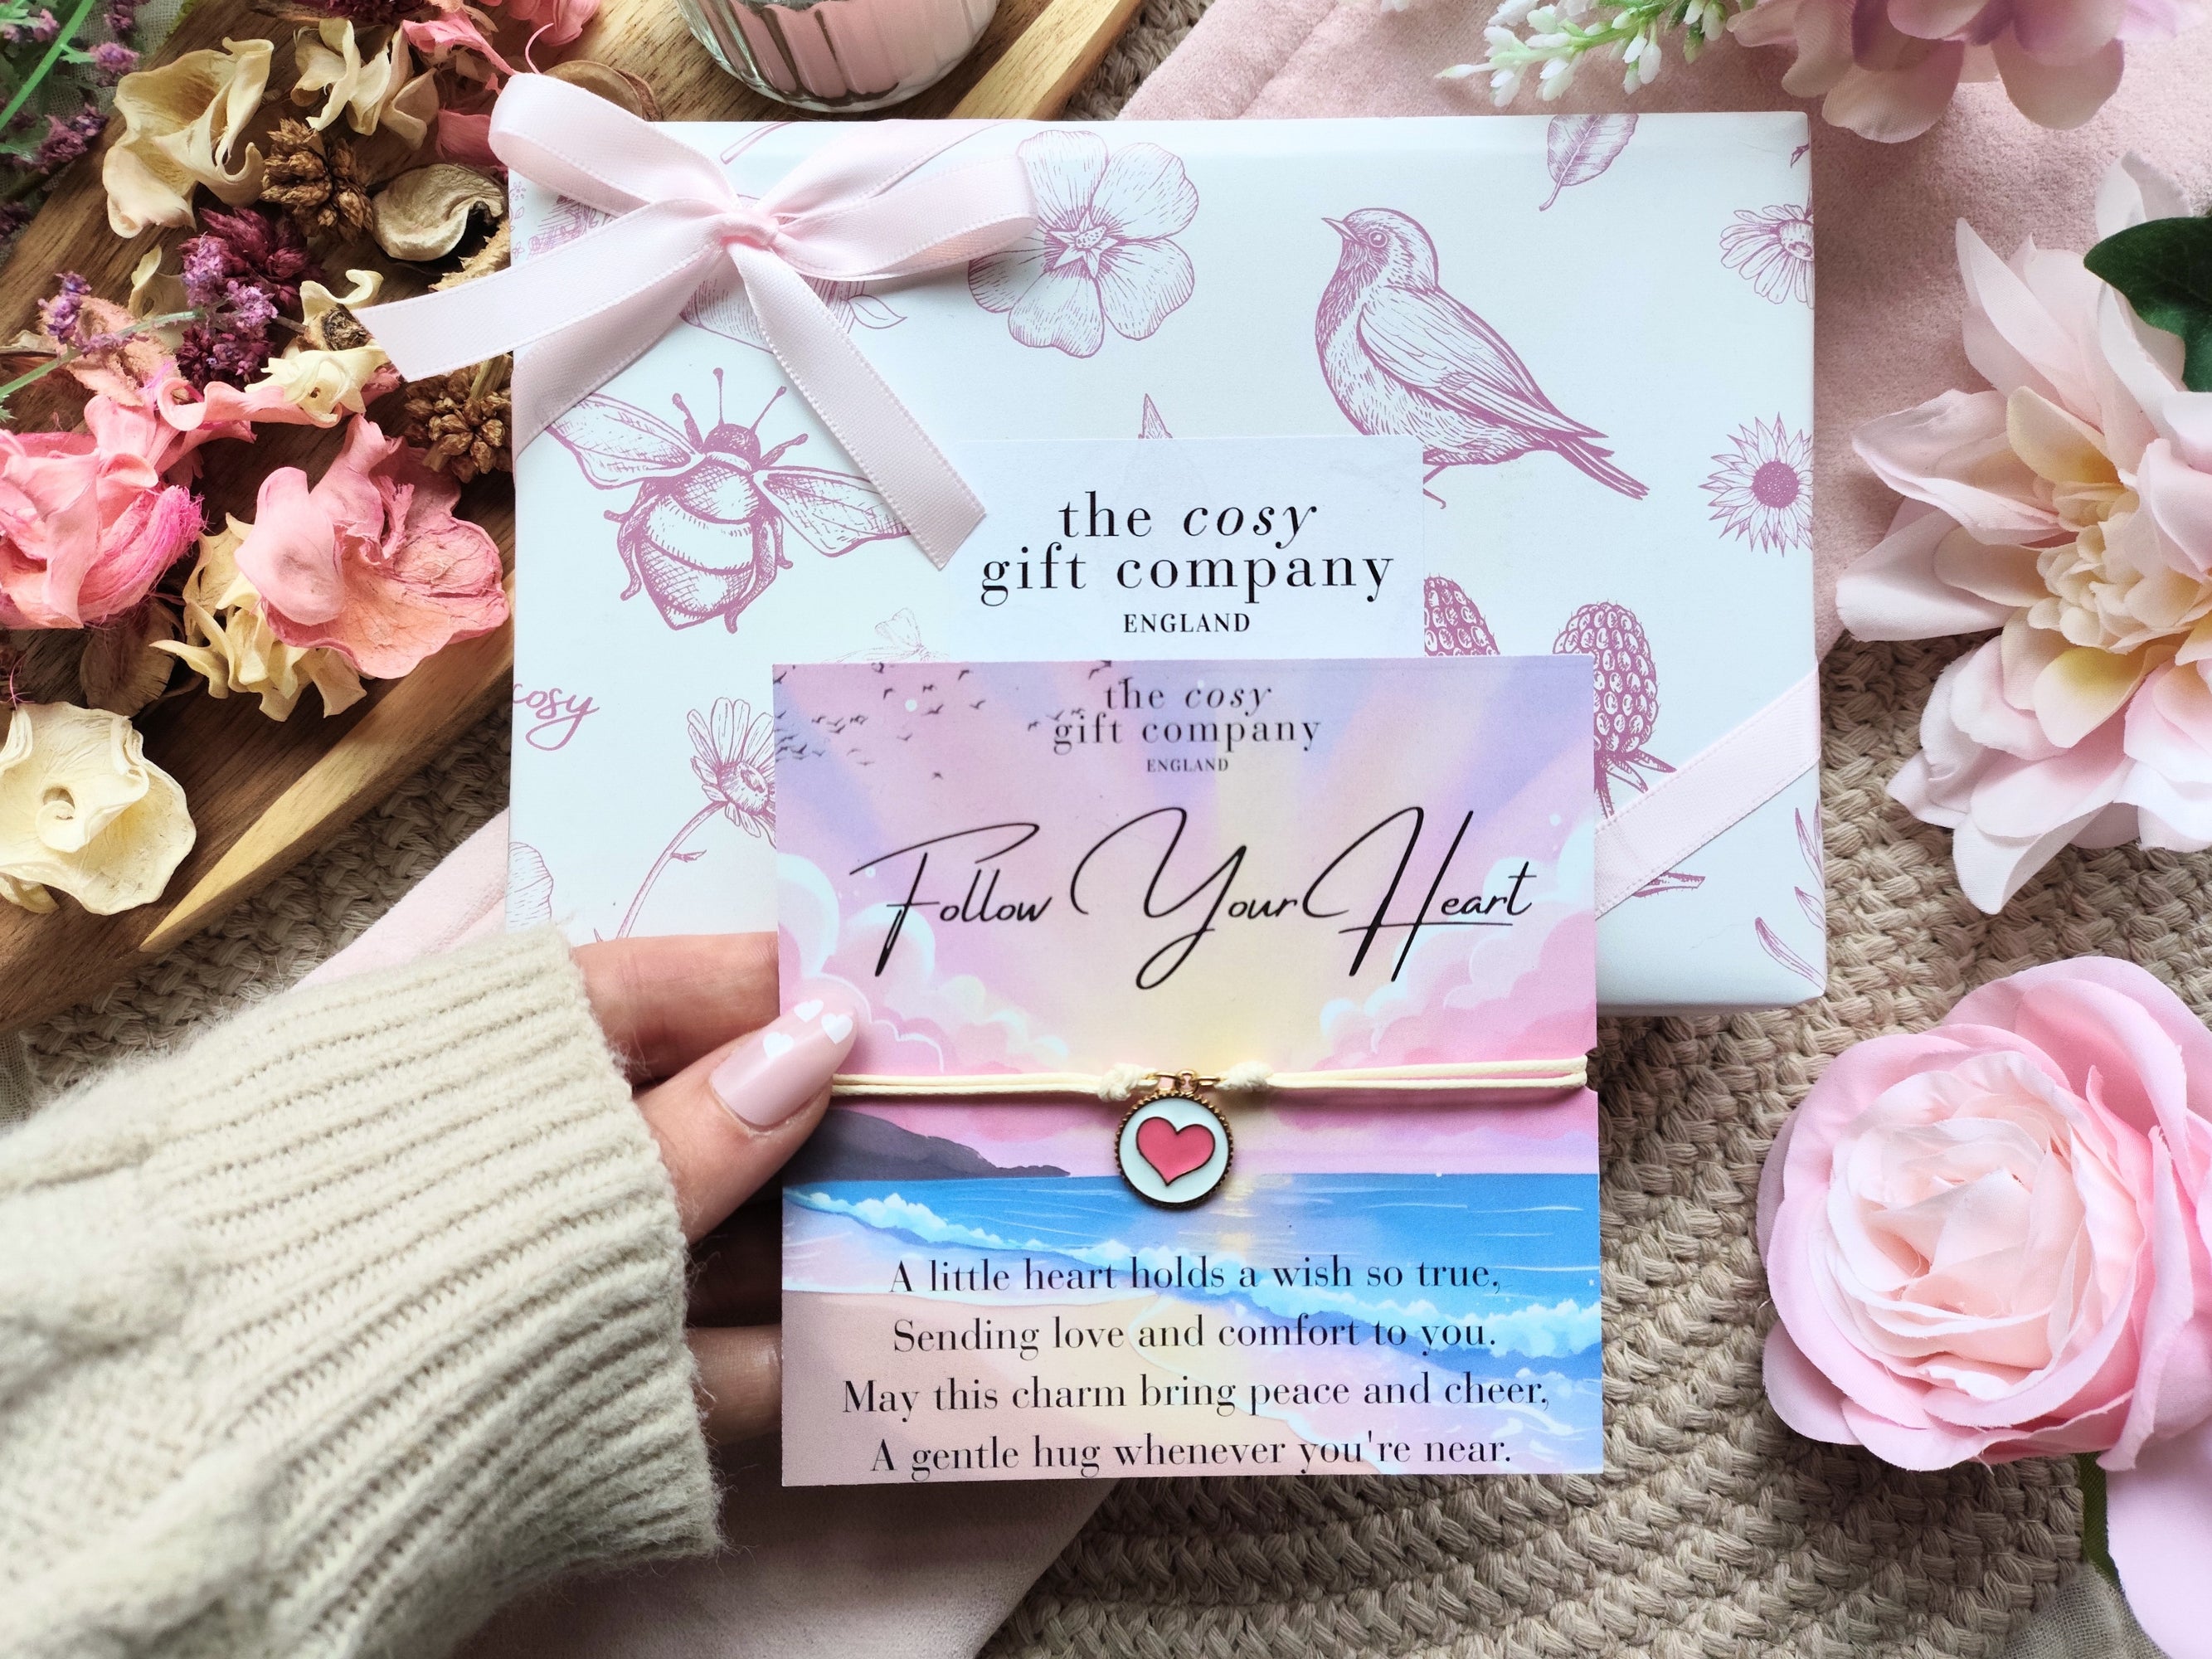 the cosy
gift company
ENGLAND
cosy
the cosy
gift company
ENGLAND
Follow Your Heart
A little heart holds a wish so true,
Sending love and comfort to you.
May this charm bring peace and cheer,
A gentle hug whenever you're near.